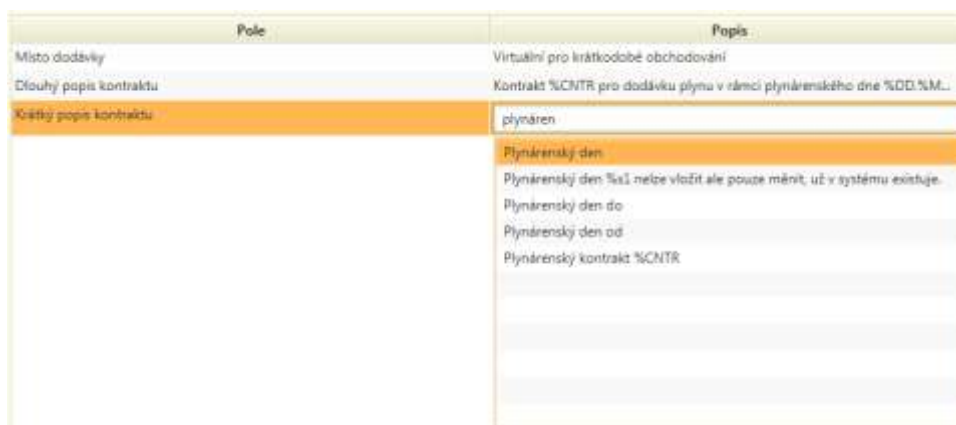 Pole Popis
Místo dodávky Virtuální pro krátkodobé obchodování
Dlouhý popis kontraktu Kontrakt %CNTR pro dodávku plynu v rámci plynárenského dne %DD.%M...
Krátký popis kontraktu plynáren
Plynárenský den
Plynárenský den %s1 nelze vložit ale pouze měnit, už v systému existuje.
Plynárenský den do
Plynárenský den od
Plynárenský kontrakt %CNTR